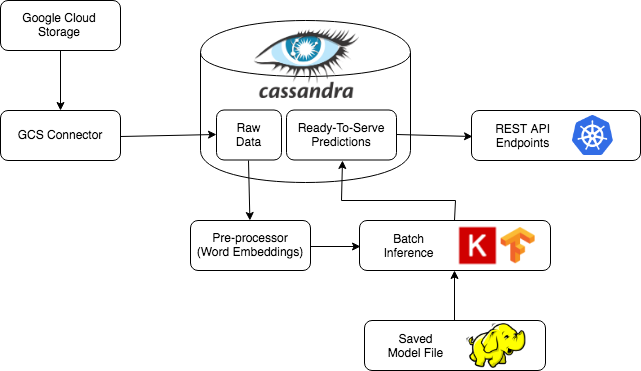 Google Cloud
Storage
GCS Connector
cassandra
Raw
Data
Ready-To-Serve
Predictions
REST API
Endpoints
Pre-processor
(Word Embeddings)
Batch
Inference
K
Saved
Model File